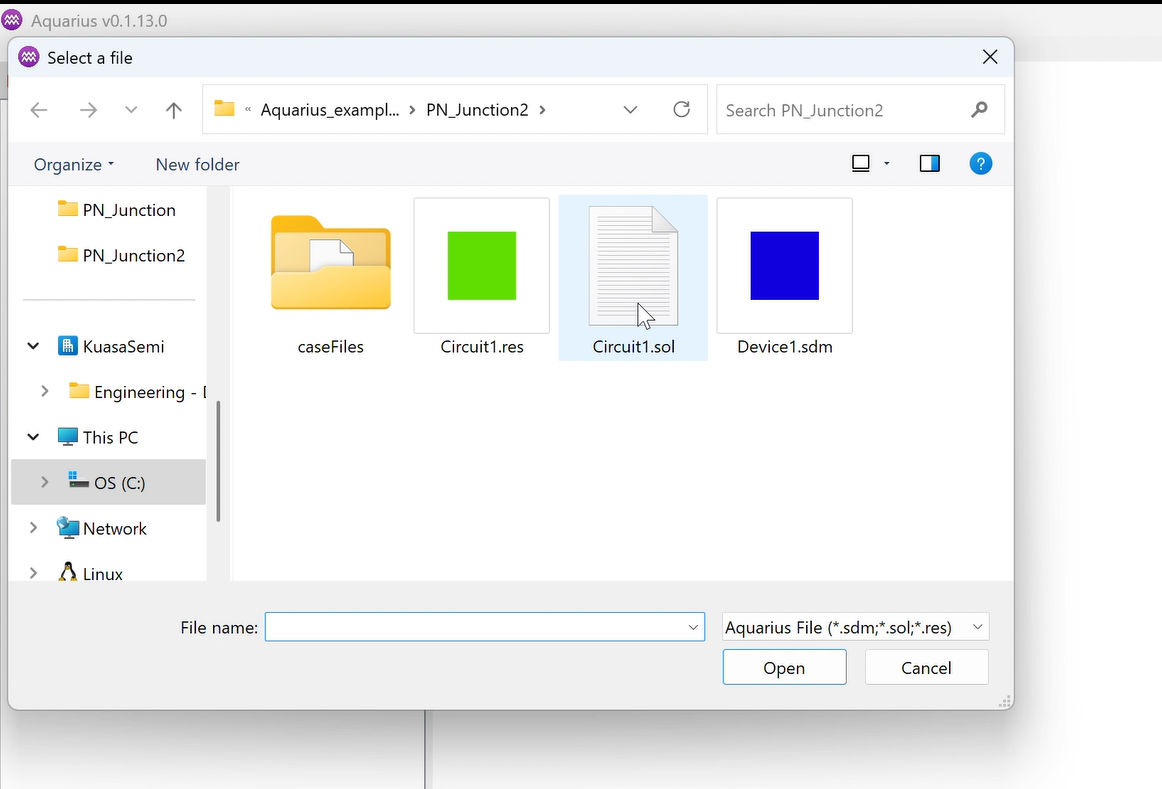 Aquarius v0.1.13.0
Select a file
« Aquarius_exampl... > PN_Junction2 >
Search PN_Junction2
Organize
New folder
?
PN_Junction
PN_Junction2
KuasaSemi
Engineering -
This PC
OS (C:)
Network
Linux
caseFiles
Circuit1.res
Circuit1.sol
Device1.sdm
File name:
Aquarius File (*.sdm;*.sol;*.res)
Open
Cancel